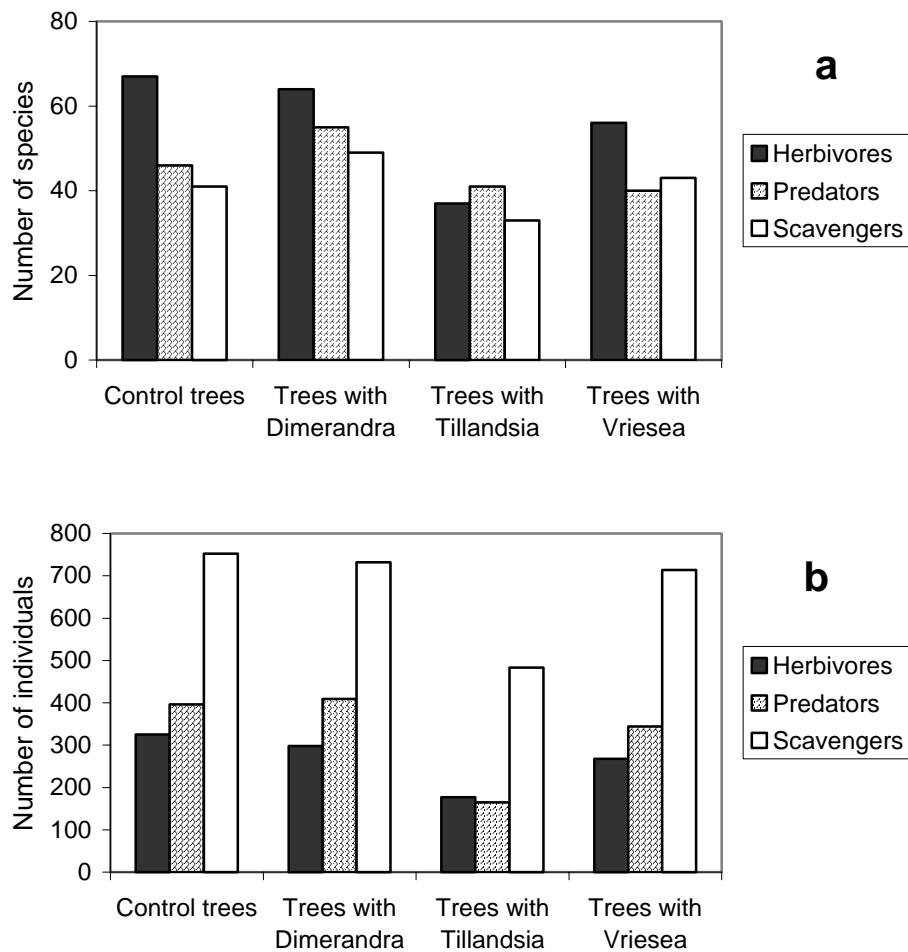 80
60
40
20
0
Number of species
Control trees
Trees with
Dimerandra
Trees with
Tillandsia
Trees with
Vriesea
a
Herbivores
Predators
Scavengers
800
700
600
500
400
300
200
100
0
Number of individuals
Control trees
Trees with
Dimerandra
Trees with
Tillandsia
Trees with
Vriesea
b
Herbivores
Predators
Scavengers